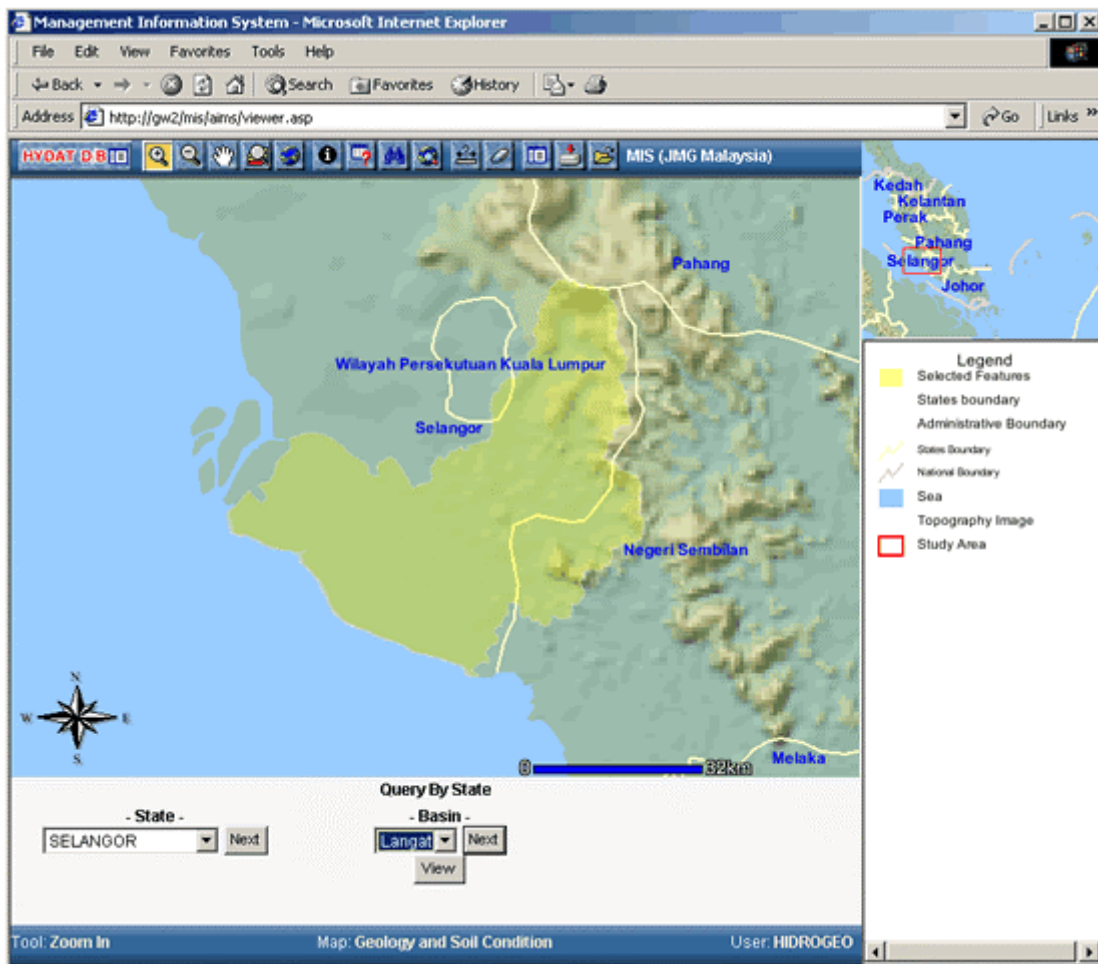 Management Information System - Microsoft Internet Explorer
File Edit View Favorites Tools Help
Back Search Favorites History
Address http://gw2/mis/aims/viewer.asp Go Links »
HYDAT DB MIS (JMG Malaysia)
Kedah
Kelantan
Perak
Pahang
Selangor
Johor
Pahang
Wilayah Persekutuan Kuala Lumpur
Selangor
Negeri Sembilan
Melaka
N
W E
S
0 32km
Legend
Selected Features
States boundary
Administrative Boundary
States Boundary
National Boundary
Sea
Topography Image
Study Area
Query By State
- State - - Basin -
SELANGOR Next Langat Next
View
Tool: Zoom In Map: Geology and Soil Condition User: HIDROGEO